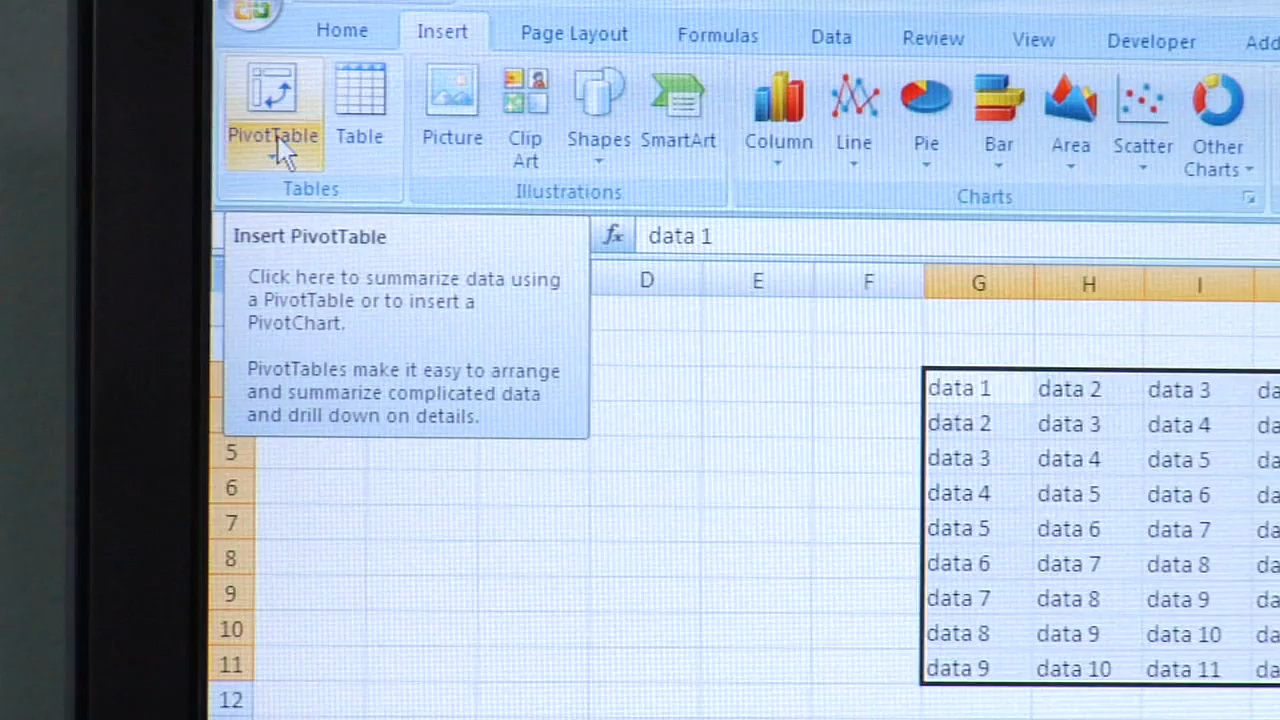 Home Insert Page Layout Formulas Data Review View Developer
PivotTable Table Picture Clip Art Shapes SmartArt Column Line Pie Bar Area Scatter Other Charts
Tables Illustrations Charts
Insert PivotTable fx data 1
Click here to summarize data using
a PivotTable or to insert a
PivotChart.
PivotTables make it easy to arrange
and summarize complicated data
and drill down on details.
D E F G H I
data 1 data 2 data 3
data 2 data 3 data 4
5 data 3 data 4 data 5
6 data 4 data 5 data 6
7 data 5 data 6 data 7
8 data 6 data 7 data 8
9 data 7 data 8 data 9
10 data 8 data 9 data 10
11 data 9 data 10 data 11
12